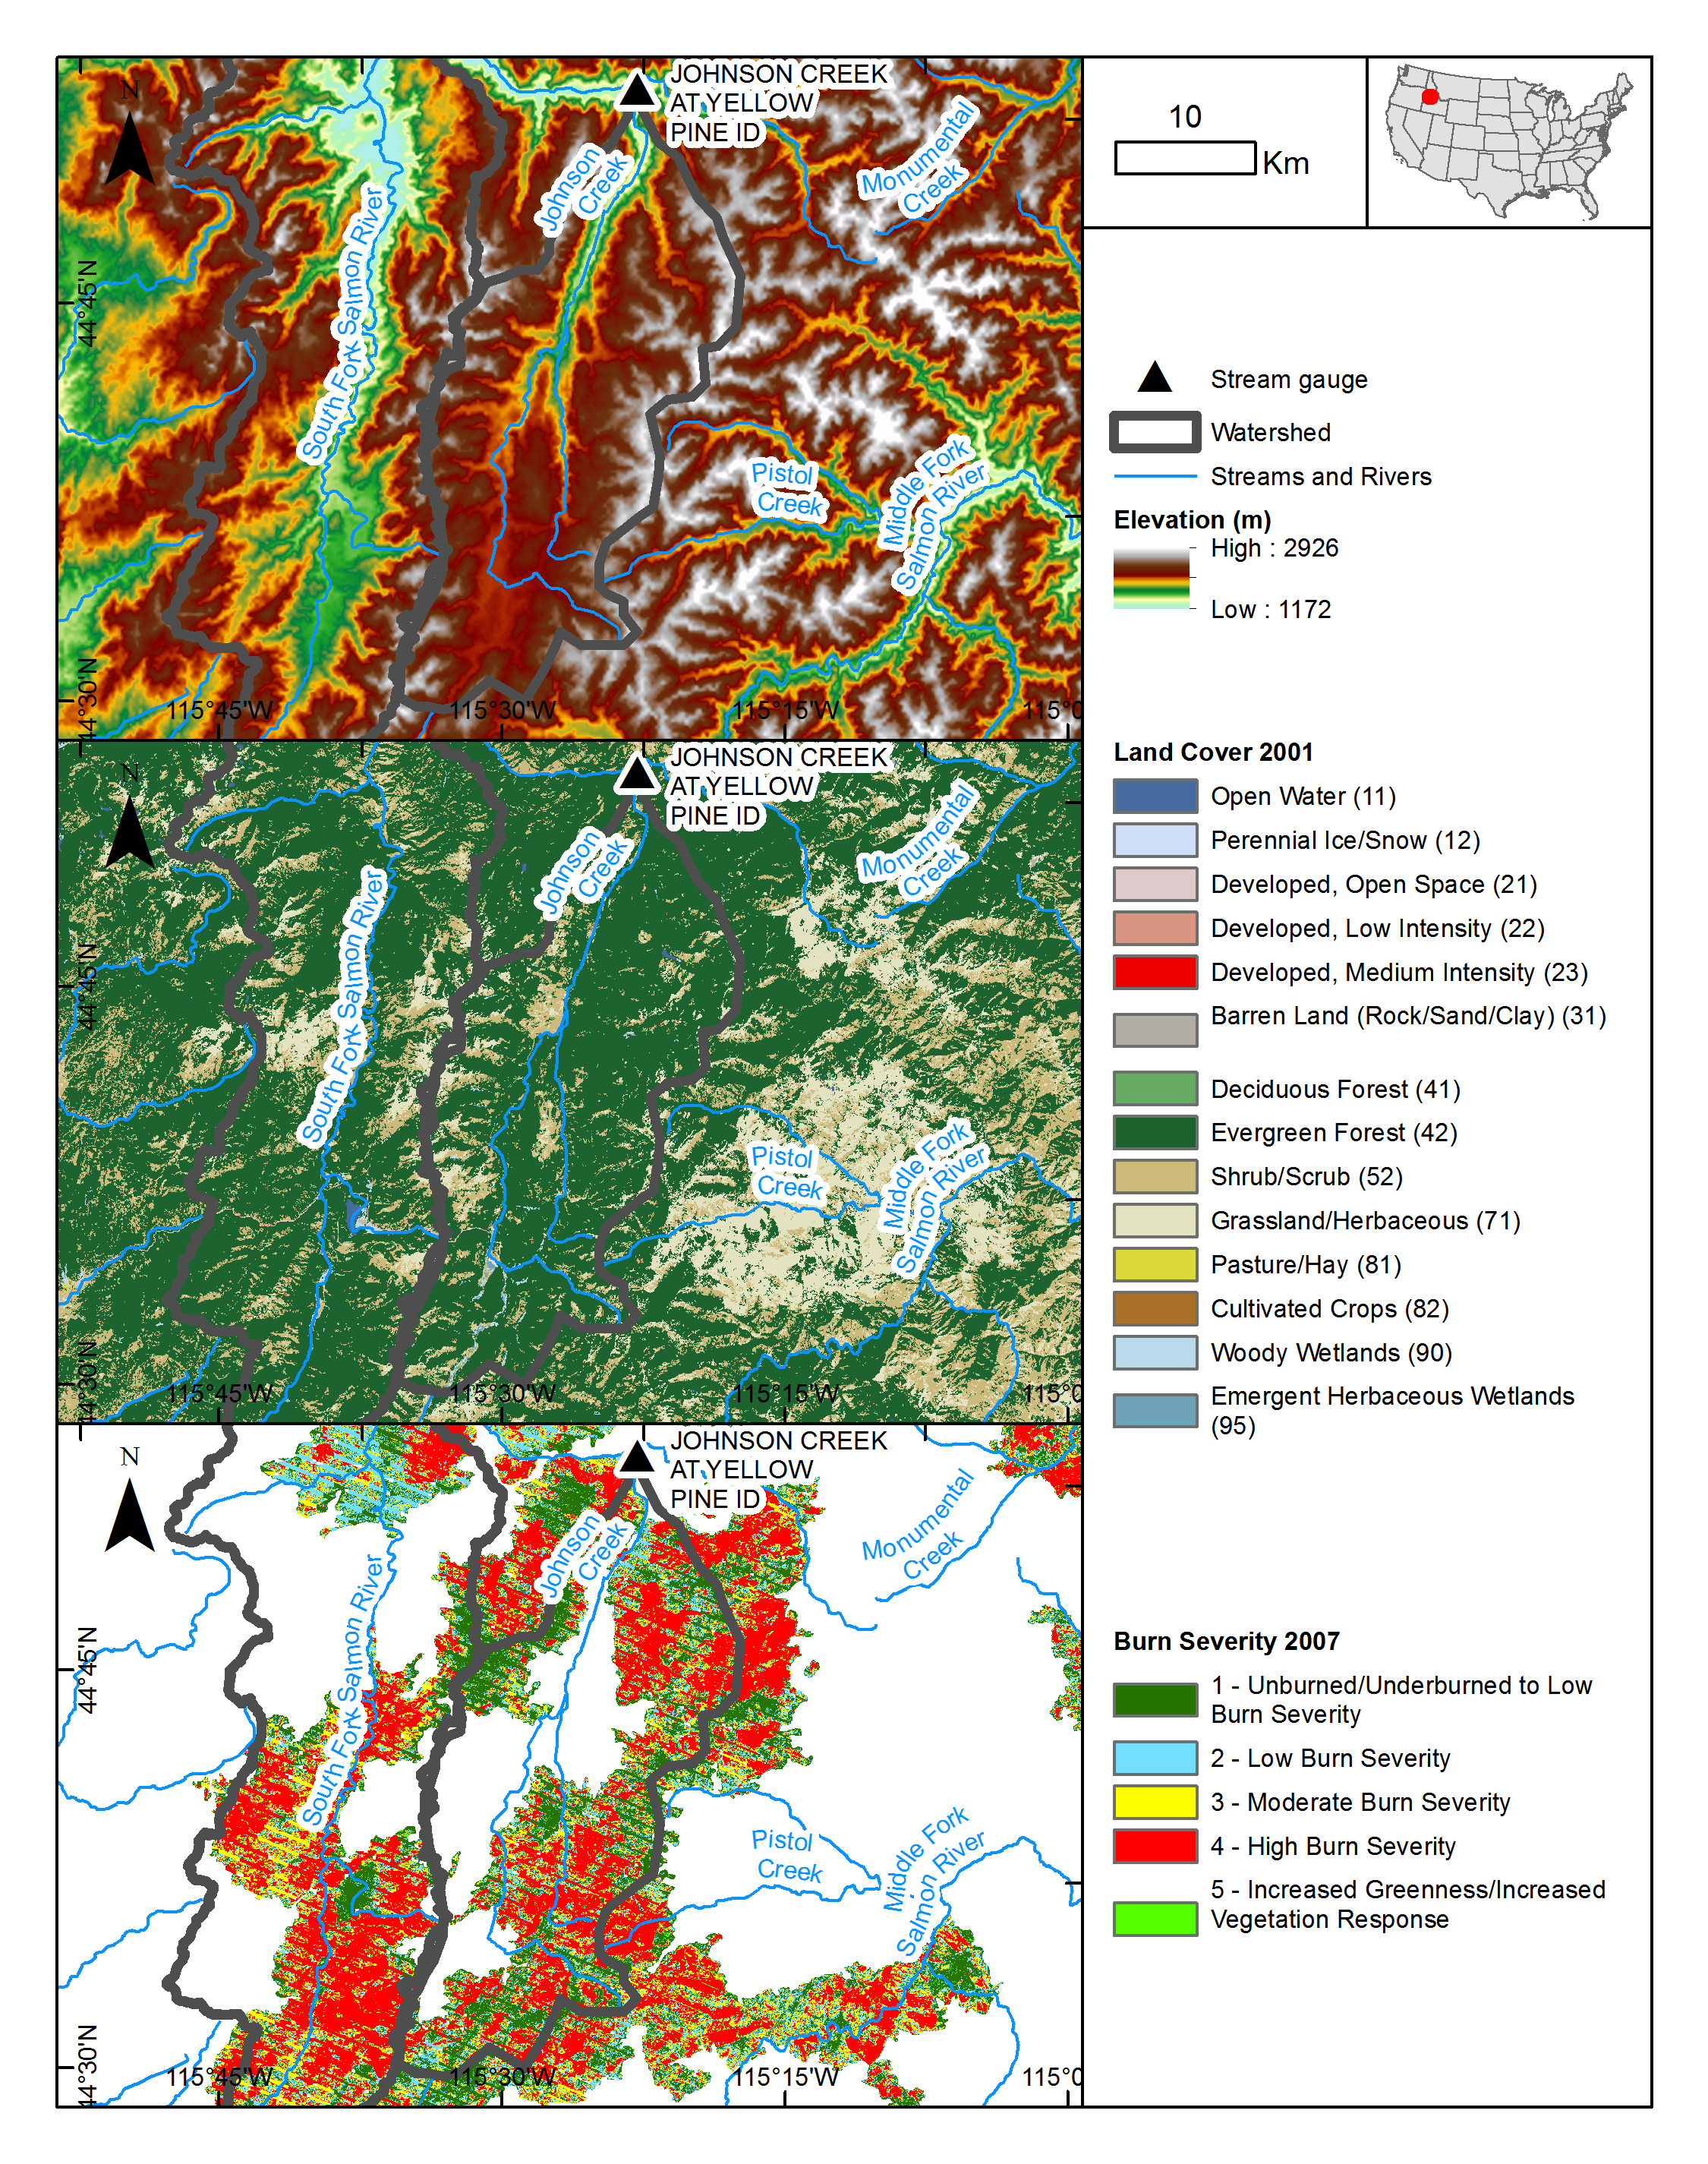 N
JOHNSON CREEK
AT YELLOW
PINE ID
Johnson
Creek
Monumental
Creek
South Fork Salmon River
Pistol
Creek
Middle Fork
Salmon River
44°45'N
44°30'N
115°45'W
115°30'W
115°15'W
115°0
N
JOHNSON CREEK
AT YELLOW
PINE ID
Johnson
Creek
Monumental
Creek
South Fork Salmon River
Pistol
Creek
Middle Fork
Salmon River
44°45'N
44°30'N
115°45'W
115°30'W
115°15'W
115°0
N
JOHNSON CREEK
AT YELLOW
PINE ID
Johnson
Creek
Monumental
Creek
South Fork Salmon River
Pistol
Creek
Middle Fork
Salmon River
44°45'N
44°30'N
115°45'W
115°30'W
115°15'W
115°0
10
Km
Stream gauge
Watershed
Streams and Rivers
Elevation (m)
High : 2926
Low : 1172
Land Cover 2001
Open Water (11)
Perennial Ice/Snow (12)
Developed, Open Space (21)
Developed, Low Intensity (22)
Developed, Medium Intensity (23)
Barren Land (Rock/Sand/Clay) (31)
Deciduous Forest (41)
Evergreen Forest (42)
Shrub/Scrub (52)
Grassland/Herbaceous (71)
Pasture/Hay (81)
Cultivated Crops (82)
Woody Wetlands (90)
Emergent Herbaceous Wetlands
(95)
Burn Severity 2007
1 - Unburned/Underburned to Low
Burn Severity
2 - Low Burn Severity
3 - Moderate Burn Severity
4 - High Burn Severity
5 - Increased Greenness/Increased
Vegetation Response